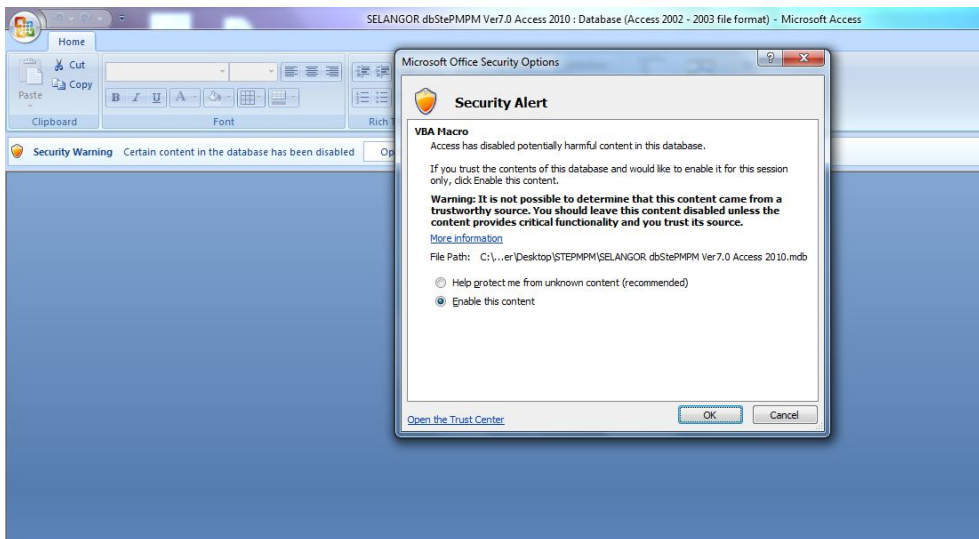 SELANGOR dbStePMPM Ver7.0 Access 2010 : Database (Access 2002 - 2003 file format) - Microsoft Access
Home
Paste
Cut
Copy
Clipboard
B I U A
Font
Rich T
Security Warning Certain content in the database has been disabled Op
Microsoft Office Security Options
Security Alert
VBA Macro
Access has disabled potentially harmful content in this database.
If you trust the contents of this database and would like to enable it for this session
only, click Enable this content.
Warning: It is not possible to determine that this content came from a
trustworthy source. You should leave this content disabled unless the
content provides critical functionality and you trust its source.
More information
File Path: C:\...er\Desktop\STEPMPM\SELANGOR dbStePMPM Ver7.0 Access 2010.mdb
Help protect me from unknown content (recommended)
Enable this content
Open the Trust Center
OK Cancel